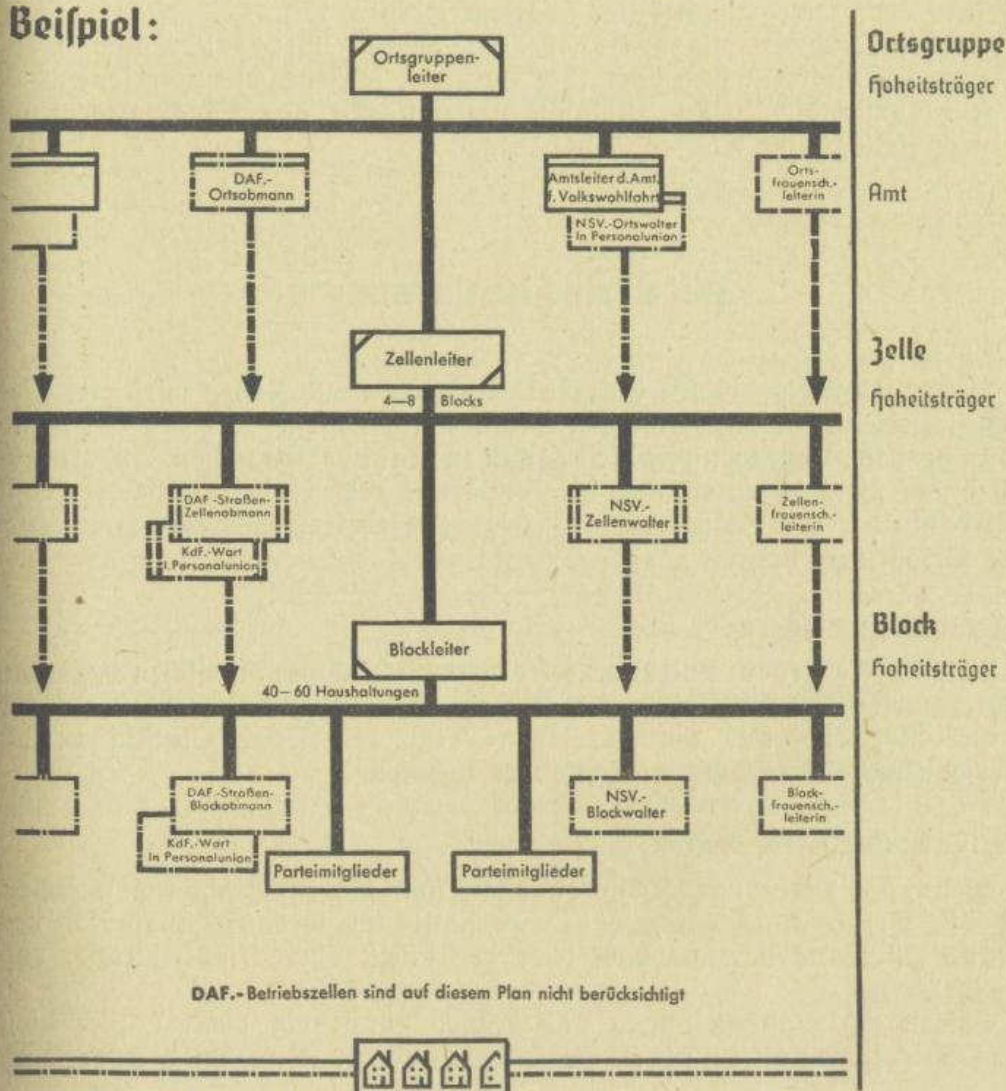 Beiſpiel:
Ortsgruppen-
leiter
Ortsgruppe
Hoheitsträger
DAF.-
Ortsobmann
Amtsleiter d. Amt.
f. Volkswohlfahrt
NSV.-Ortswalter
In Personalunion
Orts-
frauensch.-
leiterin
Amt
Zellenleiter
4—8 Blocks
Zelle
Hoheitsträger
DAF.-Straßen-
Zellenobmann
KdF.-Wart
I. Personalunion
NSV.-
Zellenwalter
Zellen-
frauensch.-
leiterin
Blockleiter
40—60 Haushaltungen
Block
Hoheitsträger
DAF.-Straßen-
Blockobmann
KdF.-Wart
In Personalunion
Parteimitglieder
Parteimitglieder
NSV.-
Blockwalter
Block-
frauensch.-
leiterin
DAF.-Betriebszellen sind auf diesem Plan nicht berücksichtigt